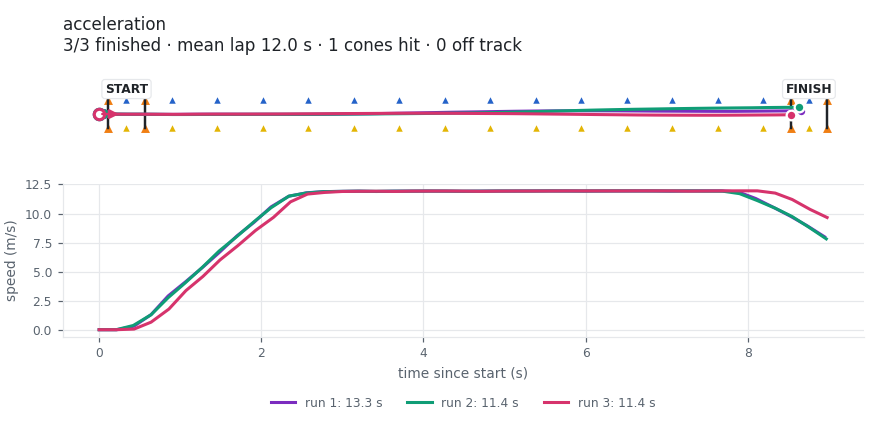 acceleration
3/3 finished · mean lap 12.0 s · 1 cones hit · 0 off track
START
FINISH
12.5
10.0
7.5
5.0
2.5
0.0
speed (m/s)
0 2 4 6 8
time since start (s)
run 1: 13.3 s run 2: 11.4 s run 3: 11.4 s